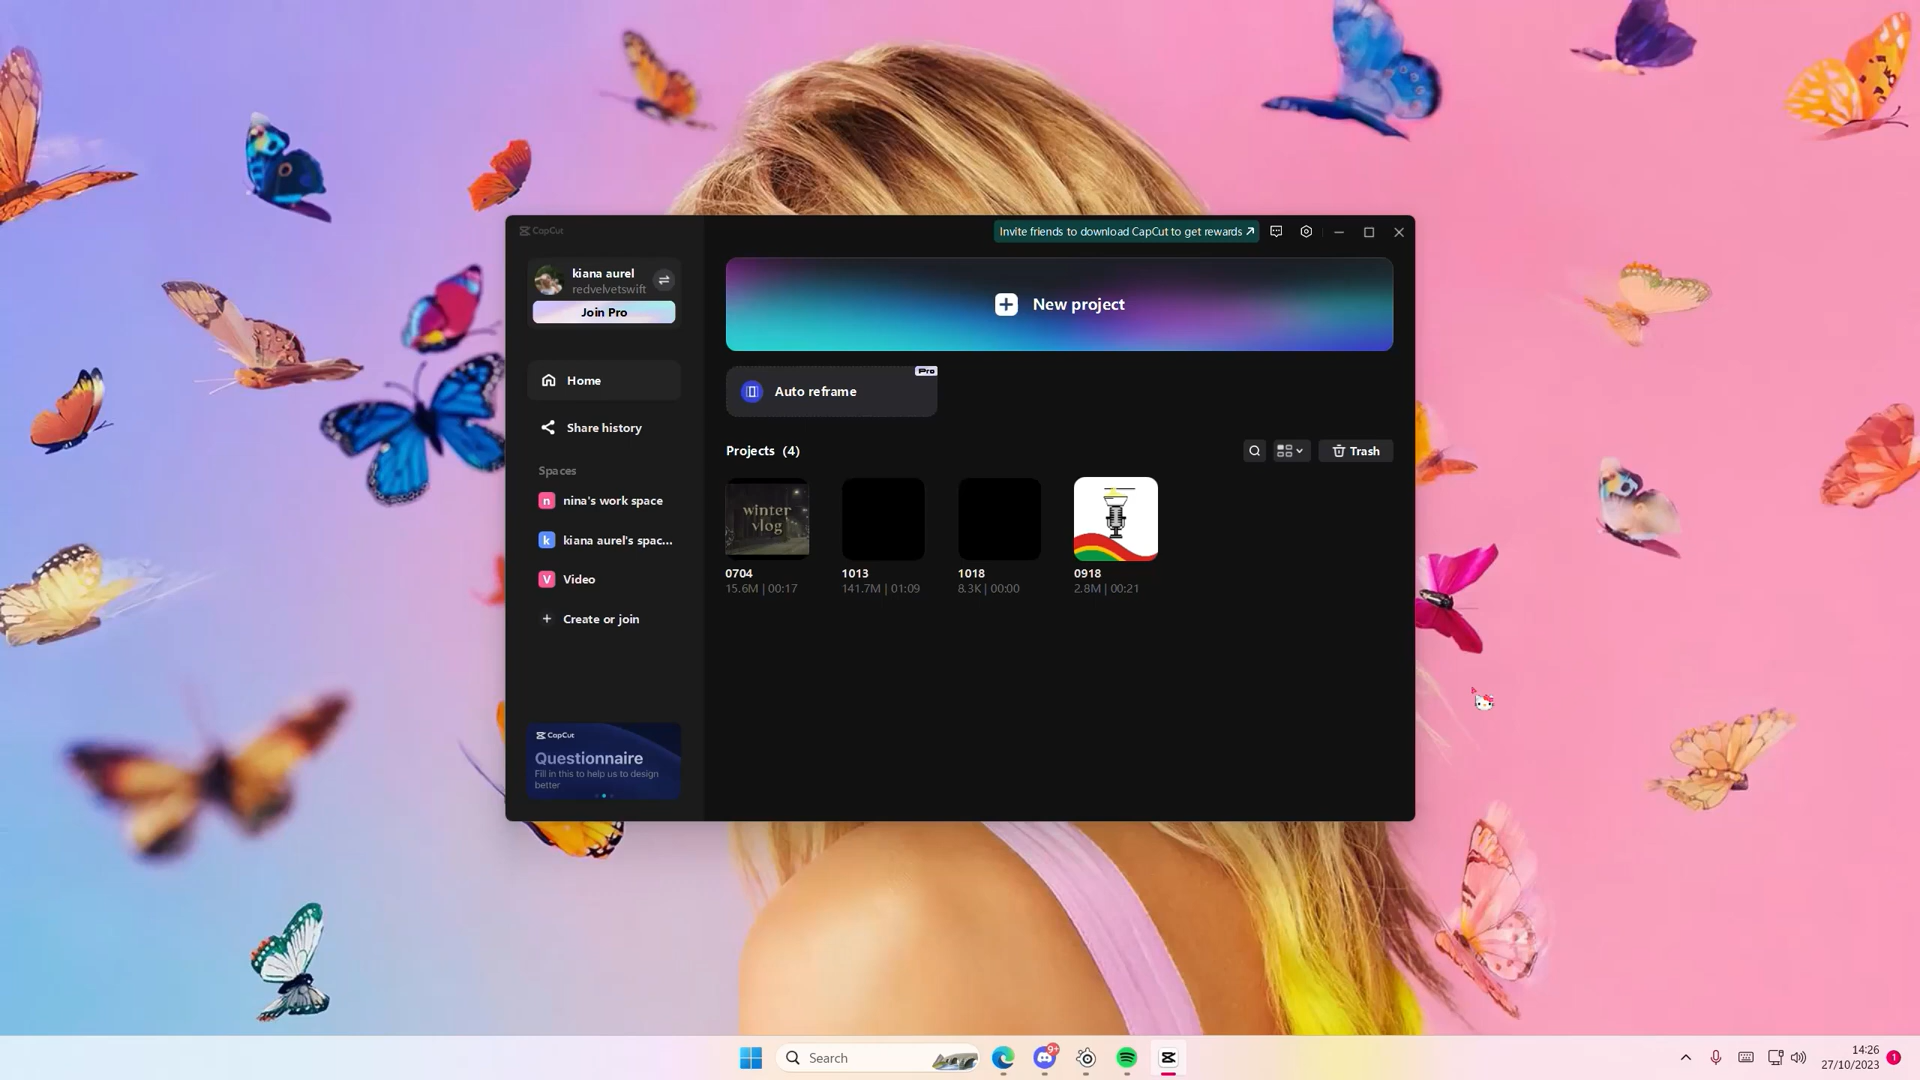 CapCut
Invite friends to download CapCut to get rewards
kiana aurel
redvelvetswift
Join Pro
New project
Home
Auto reframe
Pro
Share history
Projects (4)
Trash
Spaces
n
nina's work space
k
kiana aurel's spac...
V
Video
Create or join
winter
vlog
0704
15.6M | 00:17
1013
141.7M | 01:09
1018
8.3K | 00:00
0918
2.8M | 00:21
CapCut
Questionnaire
Fill in this to help us to design
better
Search
9+
14:26
27/10/2023
1